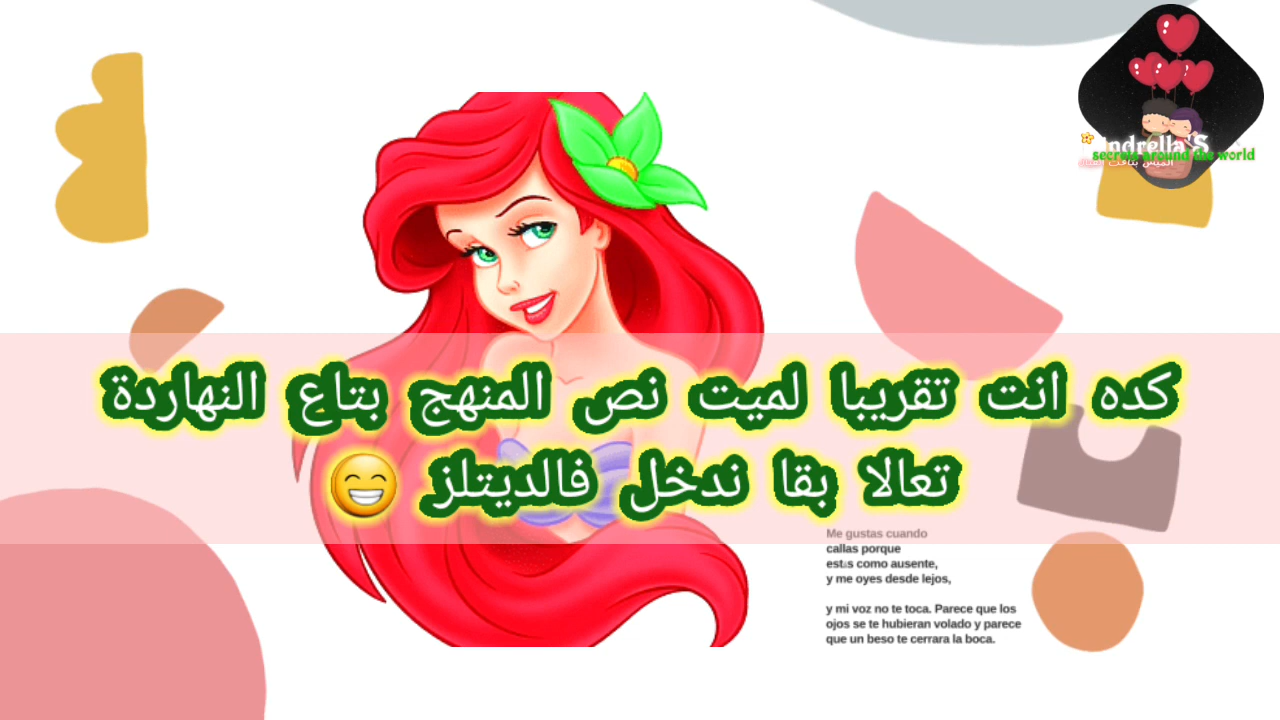 secrets around the world
كده انت تقريبا لميت نص المنهج بتاع النهاردة
تعالا بقا ندخل فالديتلز 😁
Me gustas cuando
callas porque
estás como ausente,
y me oyes desde lejos,
y mi voz no te toca. Parece que los
ojos se te hubieran volado y parece
que un beso te cerrara la boca.